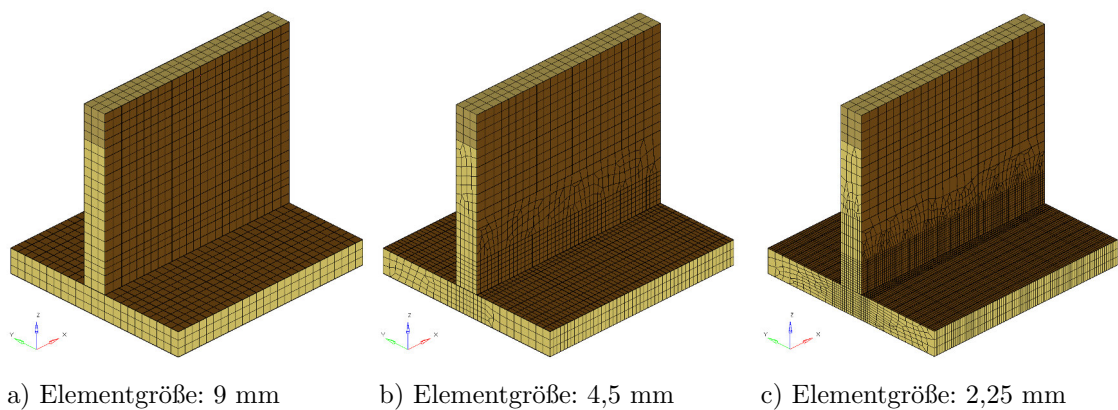 Z
Y
X
Z
Y
X
Z
Y
X
a) Elementgröße: 9 mm
b) Elementgröße: 4,5 mm
c) Elementgröße: 2,25 mm